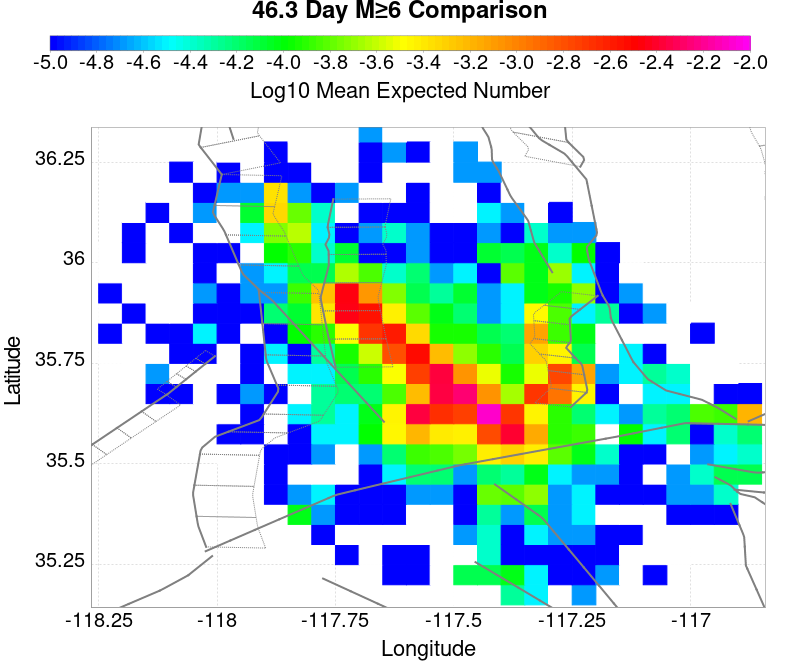 46.3 Day M≥6 Comparison
-5.0 -4.8 -4.6 -4.4 -4.2 -4.0 -3.8 -3.6 -3.4 -3.2 -3.0 -2.8 -2.6 -2.4 -2.2 -2.0
Log10 Mean Expected Number
36.25
36
35.75
35.5
35.25
Latitude
-118.25 -118 -117.75 -117.5 -117.25 -117
Longitude